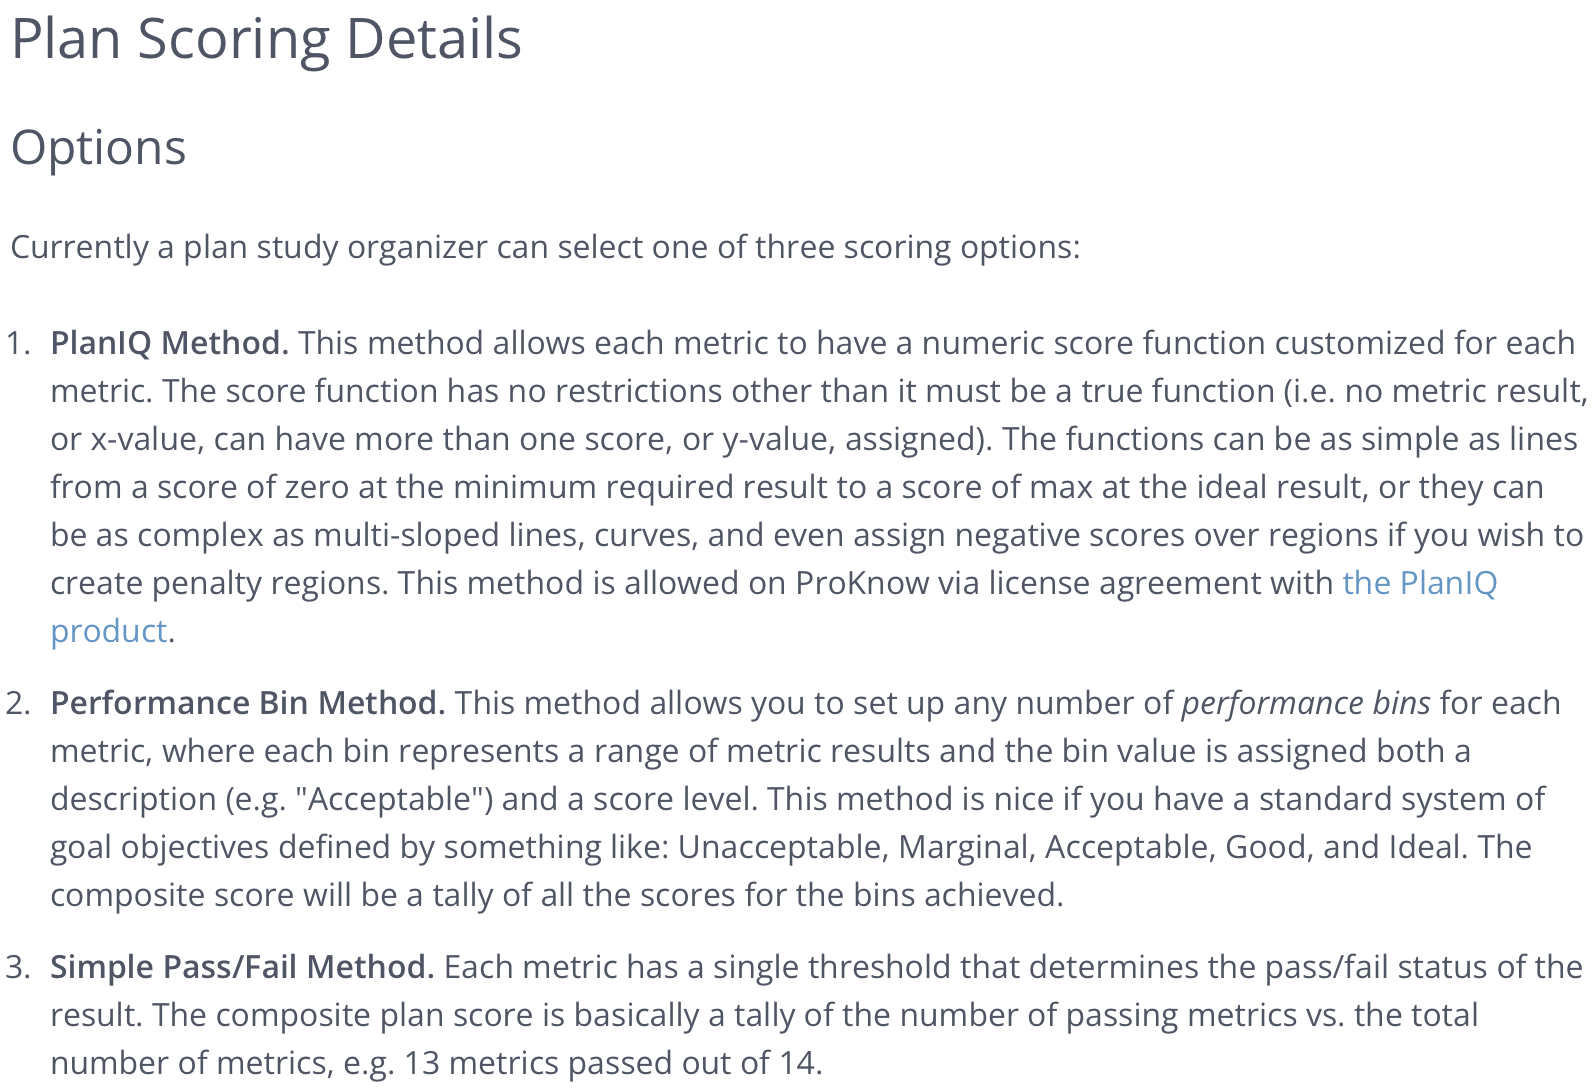 Plan Scoring Details
Options
Currently a plan study organizer can select one of three scoring options:
1. PlanIQ Method. This method allows each metric to have a numeric score function customized for each
metric. The score function has no restrictions other than it must be a true function (i.e. no metric result,
or x-value, can have more than one score, or y-value, assigned). The functions can be as simple as lines
from a score of zero at the minimum required result to a score of max at the ideal result, or they can
be as complex as multi-sloped lines, curves, and even assign negative scores over regions if you wish to
create penalty regions. This method is allowed on ProKnow via license agreement with the PlanIQ
product.
2. Performance Bin Method. This method allows you to set up any number of performance bins for each
metric, where each bin represents a range of metric results and the bin value is assigned both a
description (e.g. "Acceptable") and a score level. This method is nice if you have a standard system of
goal objectives defined by something like: Unacceptable, Marginal, Acceptable, Good, and Ideal. The
composite score will be a tally of all the scores for the bins achieved.
3. Simple Pass/Fail Method. Each metric has a single threshold that determines the pass/fail status of the
result. The composite plan score is basically a tally of the number of passing metrics vs. the total
number of metrics, e.g. 13 metrics passed out of 14.